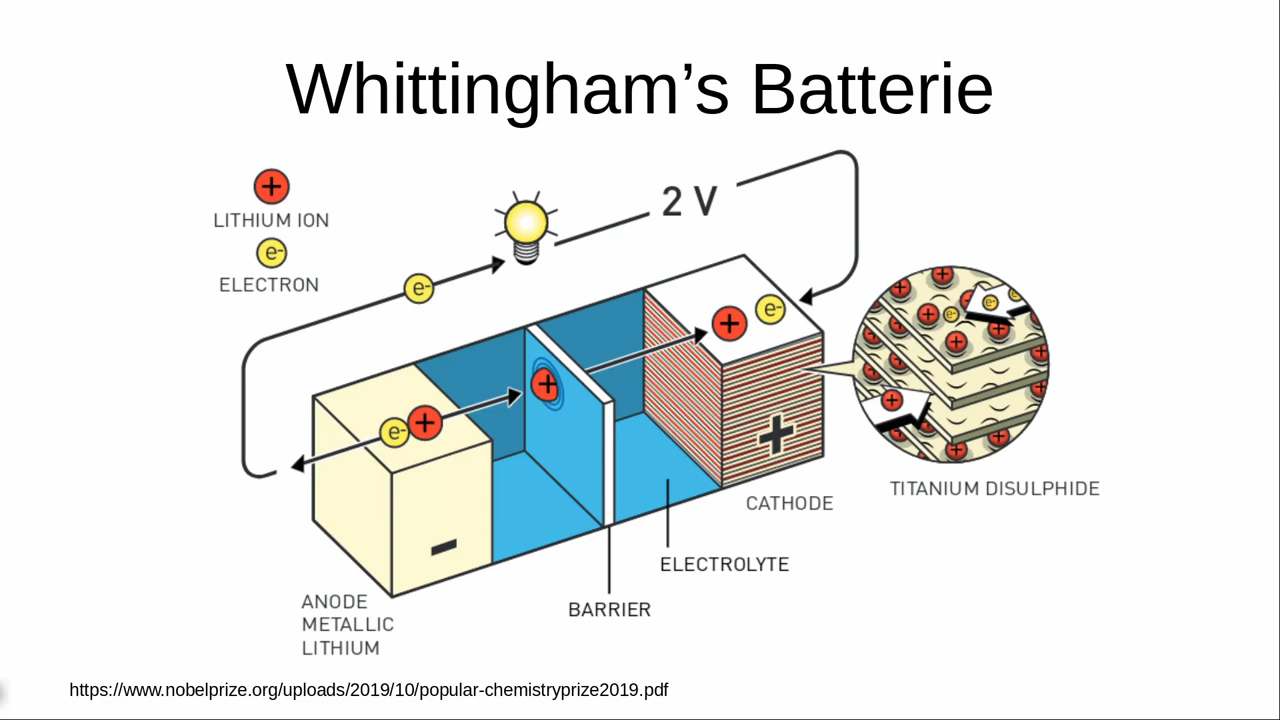 Whittingham’s Batterie
+
LITHIUM ION
e-
ELECTRON
2 V
e-
+
e-
+
e-
+
+
-
CATHODE
TITANIUM DISULPHIDE
ELECTROLYTE
BARRIER
ANODE
METALLIC
LITHIUM
https://www.nobelprize.org/uploads/2019/10/popular-chemistryprize2019.pdf